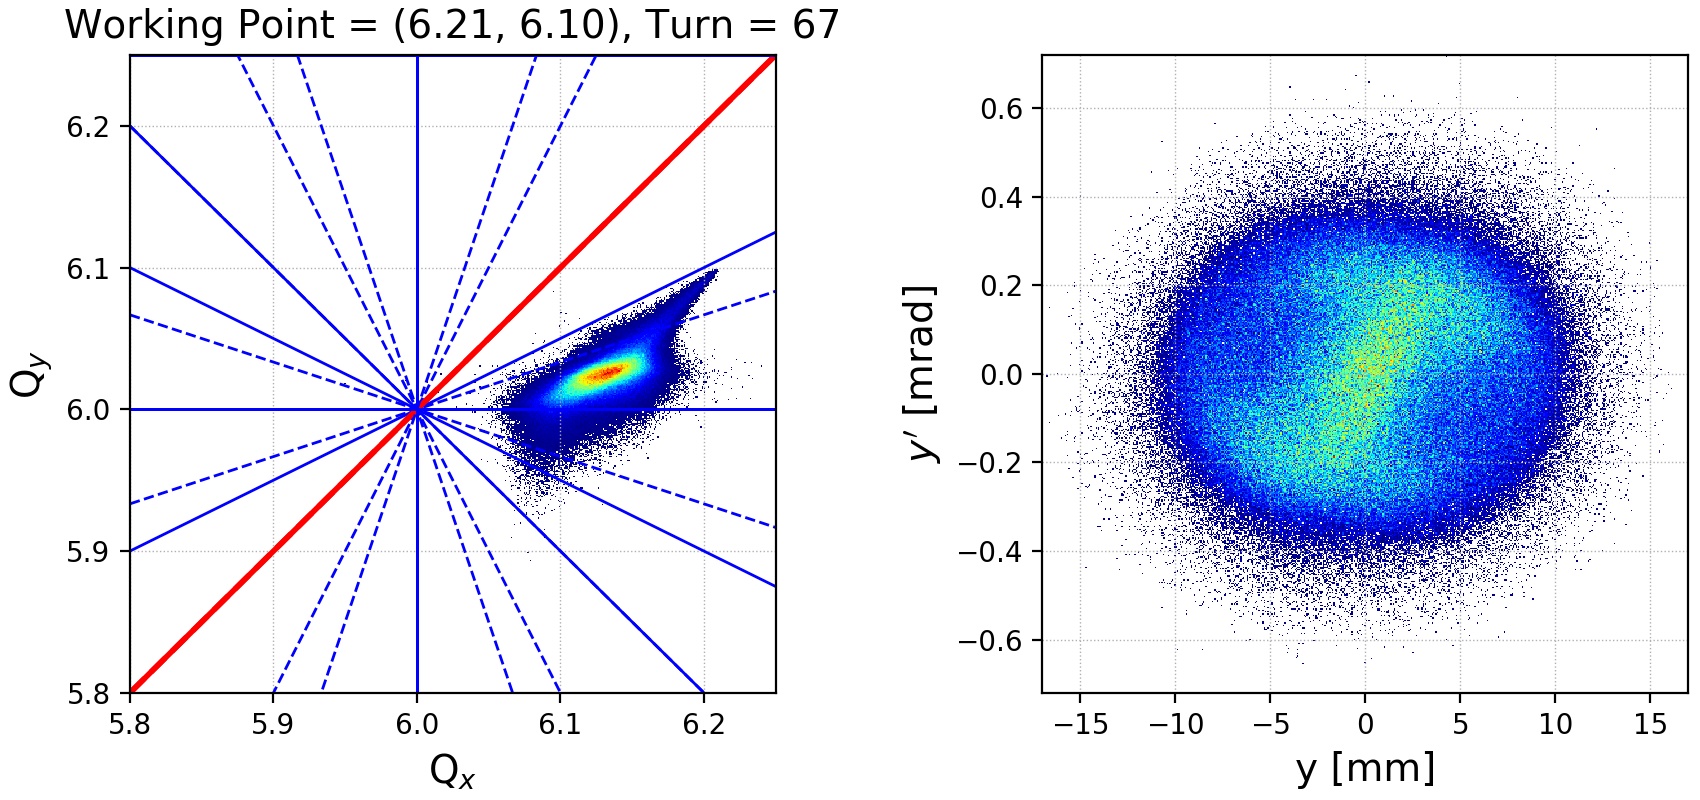 Working Point = (6.21, 6.10), Turn = 67
6.2
6.1
6.0
5.9
5.8
Q_y
5.8 5.9 6.0 6.1 6.2
Q_x
0.6
0.4
0.2
0.0
−0.2
−0.4
−0.6
y′ [mrad]
−15 −10 −5 0 5 10 15
y [mm]